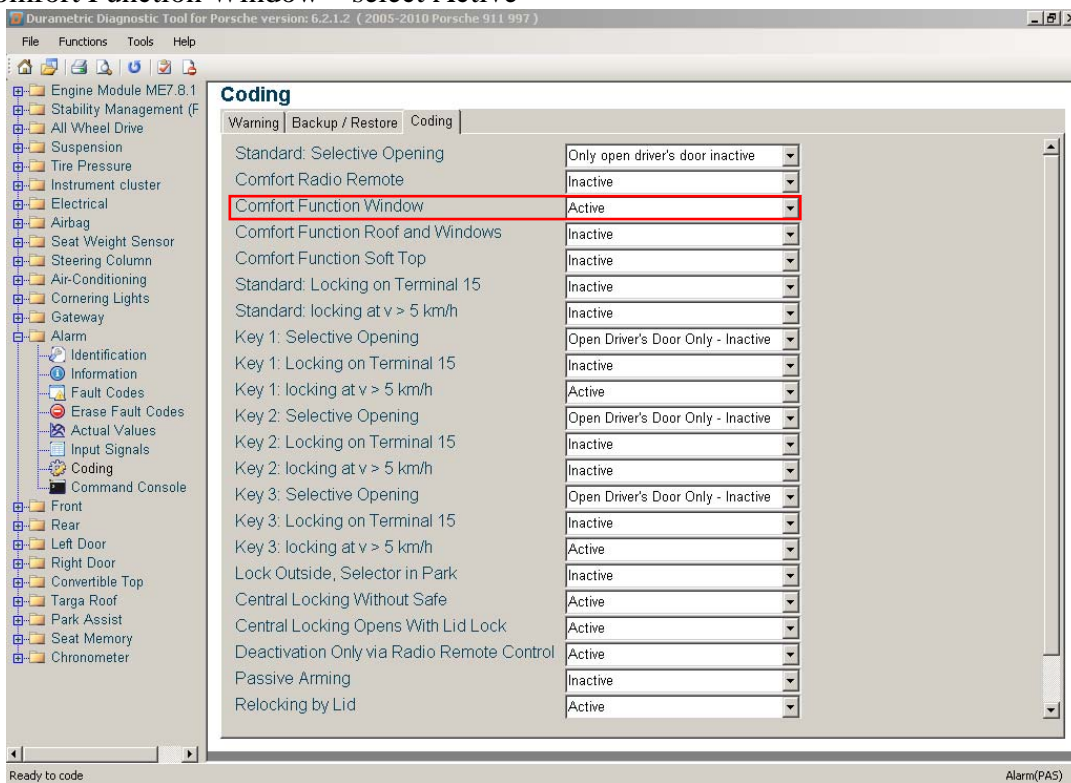 omfort Function Window – select Active
Durametric Diagnostic Tool for Porsche version: 6.2.1.2 ( 2005-2010 Porsche 911 997 )
File Functions Tools Help
Engine Module ME7.8.1
Stability Management (F
All Wheel Drive
Suspension
Tire Pressure
Instrument cluster
Electrical
Airbag
Seat Weight Sensor
Steering Column
Air-Conditioning
Cornering Lights
Gateway
Alarm
Identification
Information
Fault Codes
Erase Fault Codes
Actual Values
Input Signals
Coding
Command Console
Front
Rear
Left Door
Right Door
Convertible Top
Targa Roof
Park Assist
Seat Memory
Chronometer
Coding
Warning Backup / Restore Coding
Standard: Selective Opening Only open driver's door inactive
Comfort Radio Remote Inactive
Comfort Function Window Active
Comfort Function Roof and Windows Inactive
Comfort Function Soft Top Inactive
Standard: Locking on Terminal 15 Inactive
Standard: locking at v > 5 km/h Inactive
Key 1: Selective Opening Open Driver's Door Only - Inactive
Key 1: Locking on Terminal 15 Inactive
Key 1: locking at v > 5 km/h Active
Key 2: Selective Opening Open Driver's Door Only - Inactive
Key 2: Locking on Terminal 15 Inactive
Key 2: locking at v > 5 km/h Inactive
Key 3: Selective Opening Open Driver's Door Only - Inactive
Key 3: Locking on Terminal 15 Inactive
Key 3: locking at v > 5 km/h Active
Lock Outside, Selector in Park Inactive
Central Locking Without Safe Active
Central Locking Opens With Lid Lock Active
Deactivation Only via Radio Remote Control Active
Passive Arming Inactive
Relocking by Lid Active
Ready to code Alarm(PAS)